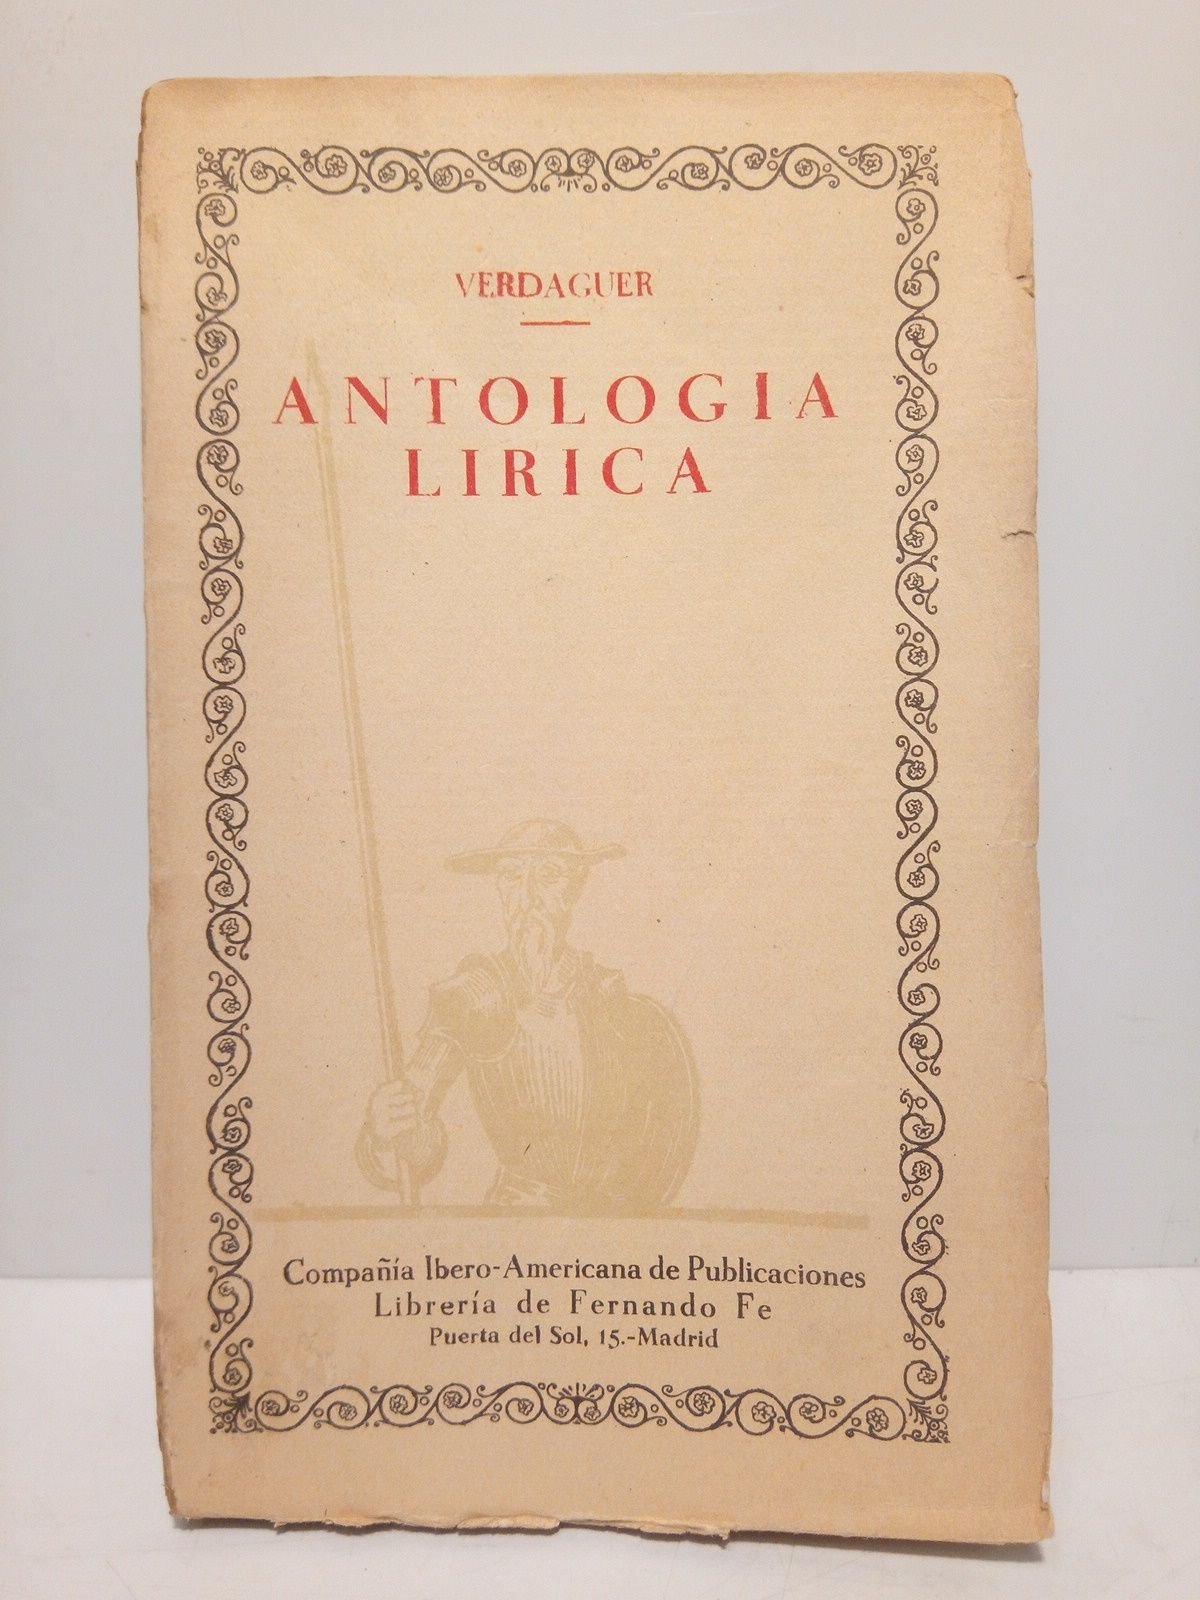 VERDAGUER
ANTOLOGIA
LIRICA
Compañía Ibero-Americana de Publicaciones
Librería de Fernando Fe
Puerta del Sol, 15.-Madrid